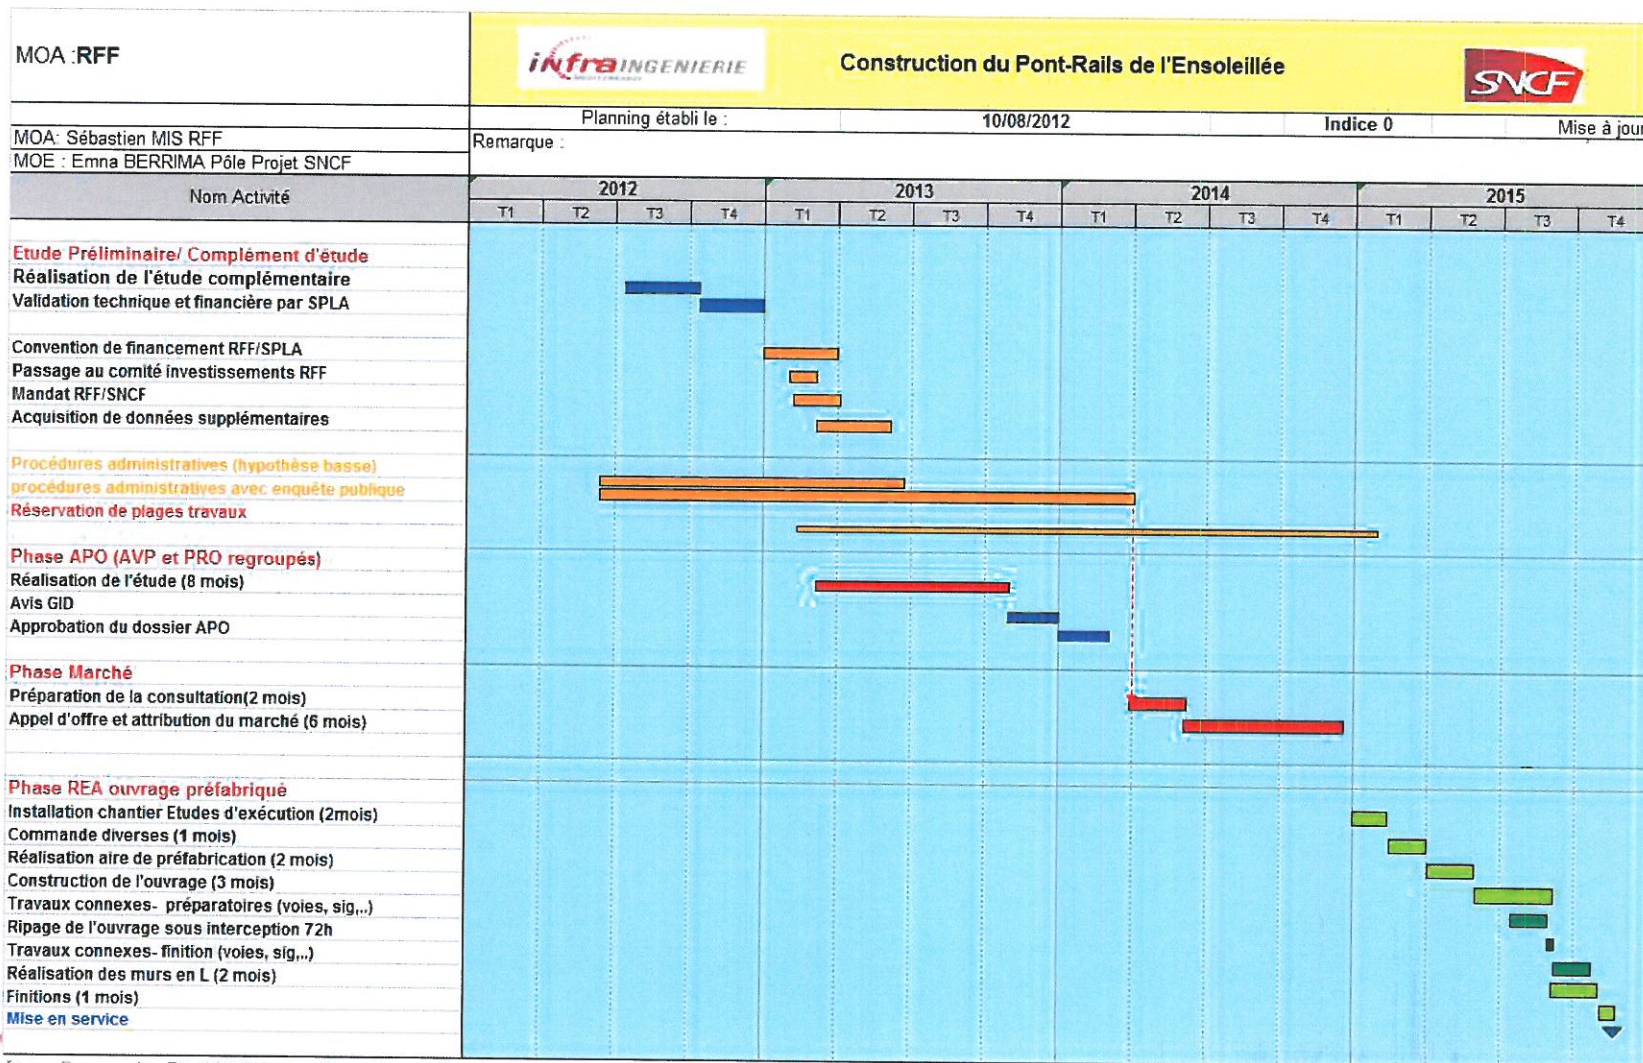 MOA :RFF
infra INGENIERIE
Construction du Pont-Rails de l'Ensoleillée
SNCF
Planning établi le :
10/08/2012
Indice 0
Mise à jour
MOA: Sébastien MIS RFF
Remarque :
MOE : Emna BERRIMA Pôle Projet SNCF
Nom Activité
2012 2013 2014 2015
T1 T2 T3 T4 T1 T2 T3 T4 T1 T2 T3 T4 T1 T2 T3 T4
Etude Préliminaire/ Complément d'étude
Réalisation de l'étude complémentaire
Validation technique et financière par SPLA
Convention de financement RFF/SPLA
Passage au comité investissements RFF
Mandat RFF/SNCF
Acquisition de données supplémentaires
Procédures administratives (hypothèse basse)
procédures administratives avec enquête publique
Réservation de plages travaux
Phase APO (AVP et PRO regroupés)
Réalisation de l'étude (8 mois)
Avis GID
Approbation du dossier APO
Phase Marché
Préparation de la consultation(2 mois)
Appel d'offre et attribution du marché (6 mois)
Phase REA ouvrage préfabriqué
Installation chantier Etudes d'exécution (2mois)
Commande diverses (1 mois)
Réalisation aire de préfabrication (2 mois)
Construction de l'ouvrage (3 mois)
Travaux connexes- préparatoires (voies, sig,..)
Ripage de l'ouvrage sous interception 72h
Travaux connexes- finition (voies, sig,..)
Réalisation des murs en L (2 mois)
Finitions (1 mois)
Mise en service